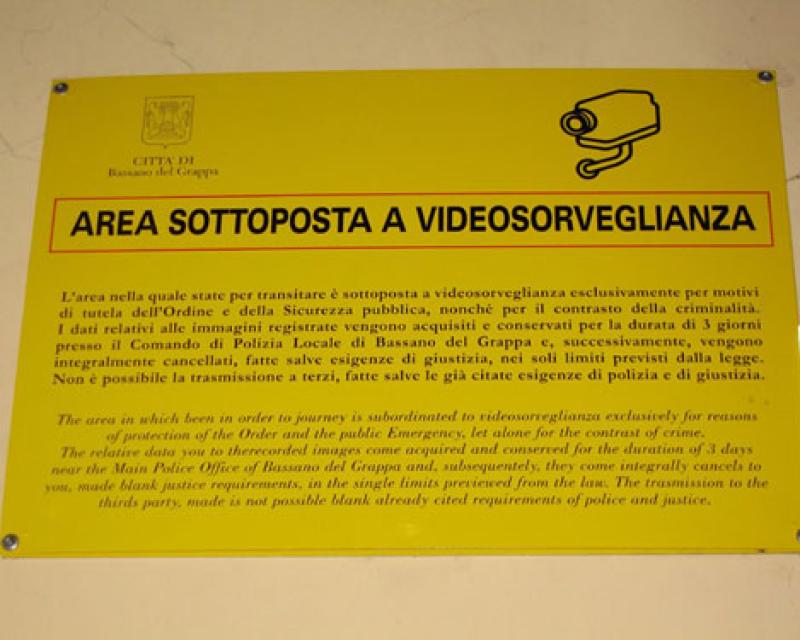 CITTA' DI
Bassano del Grappa
AREA SOTTOPOSTA A VIDEOSORVEGLIANZA
L'area nella quale state per transitare è sottoposta a videosorveglianza esclusivamente per motivi
di tutela dell'Ordine e della Sicurezza pubblica, nonchè per il contrasto della criminalità.
I dati relativi alle immagini registrate vengono acquisiti e conservati per la durata di 3 giorni
presso il Comando di Polizia Locale di Bassano del Grappa e, successivamente, vengono
integralmente cancellati, fatte salve esigenze di giustizia, nei soli limiti previsti dalla legge.
Non è possibile la trasmissione a terzi, fatte salve le già citate esigenze di polizia e di giustizia.
The area in which been in order to journey is subordinated to videosorveglianza exclusively for reasons
of protection of the Order and the public Emergency, let alone for the contrast of crime.
The relative data you to therecorded images come acquired and conserved for the duration of 3 days
near the Main Police Office of Bassano del Grappa and, subsequently, they come integrally cancels to
you, made blank justice requirements, in the single limits previewed from the law. The trasmission to the
thirds party, made is not possible blank already cited requirements of police and justice.